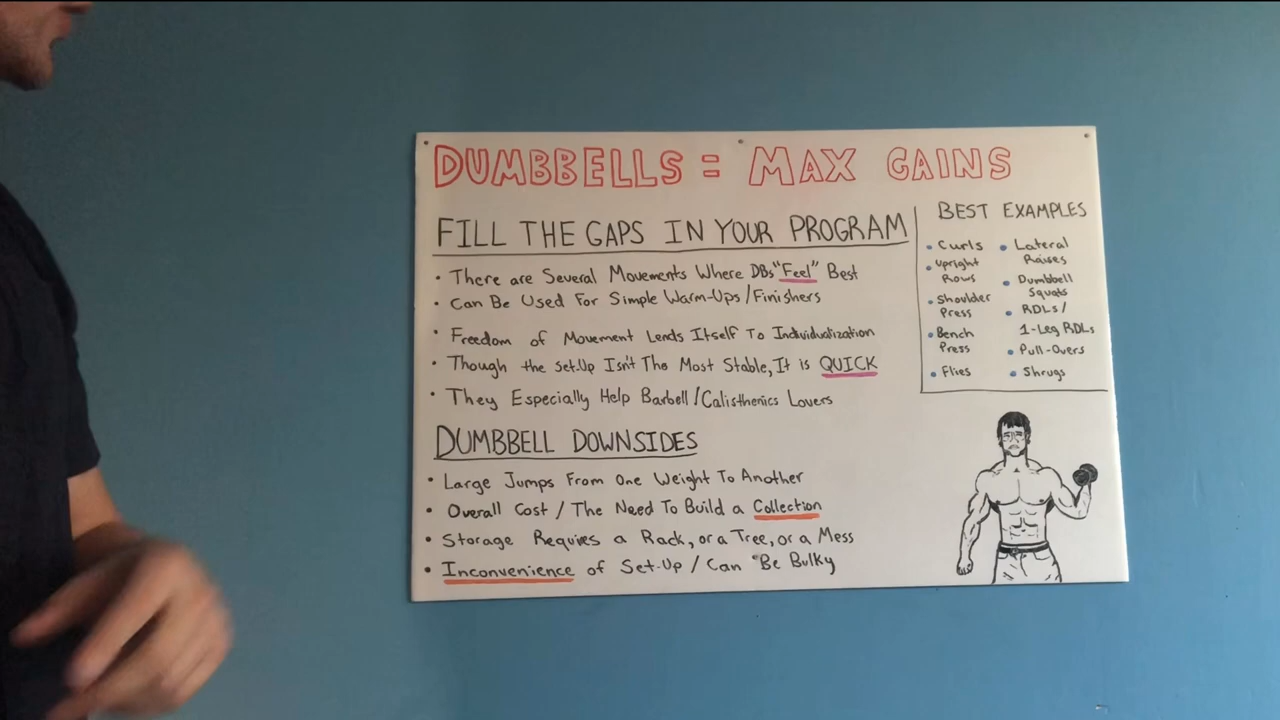 DUMBBELLS = MAX GAINS
FILL THE GAPS IN YOUR PROGRAM
• There are Several Movements Where DBs "Feel" Best
• Can Be Used For Simple Warm-Ups/Finishers
• Freedom of Movement Lends Itself To Individualization
• Though the Set-Up Isn't The Most Stable, It is QUICK
• They Especially Help Barbell/Calisthenics Lovers
DUMBBELL DOWNSIDES
• Large Jumps From One Weight To Another
• Overall Cost / The Need To Build a Collection
• Storage Requires a Rack, or a Tree, or a Mess
• Inconvenience of Set-Up / Can Be Bulky
BEST EXAMPLES
• Curls
• Upright
Rows
• Shoulder
Press
• Bench
Press
• Flies
• Lateral
Raises
• Dumbbell
Squats
• RDLs /
1-Leg RDLs
• Pull-Overs
• Shrugs